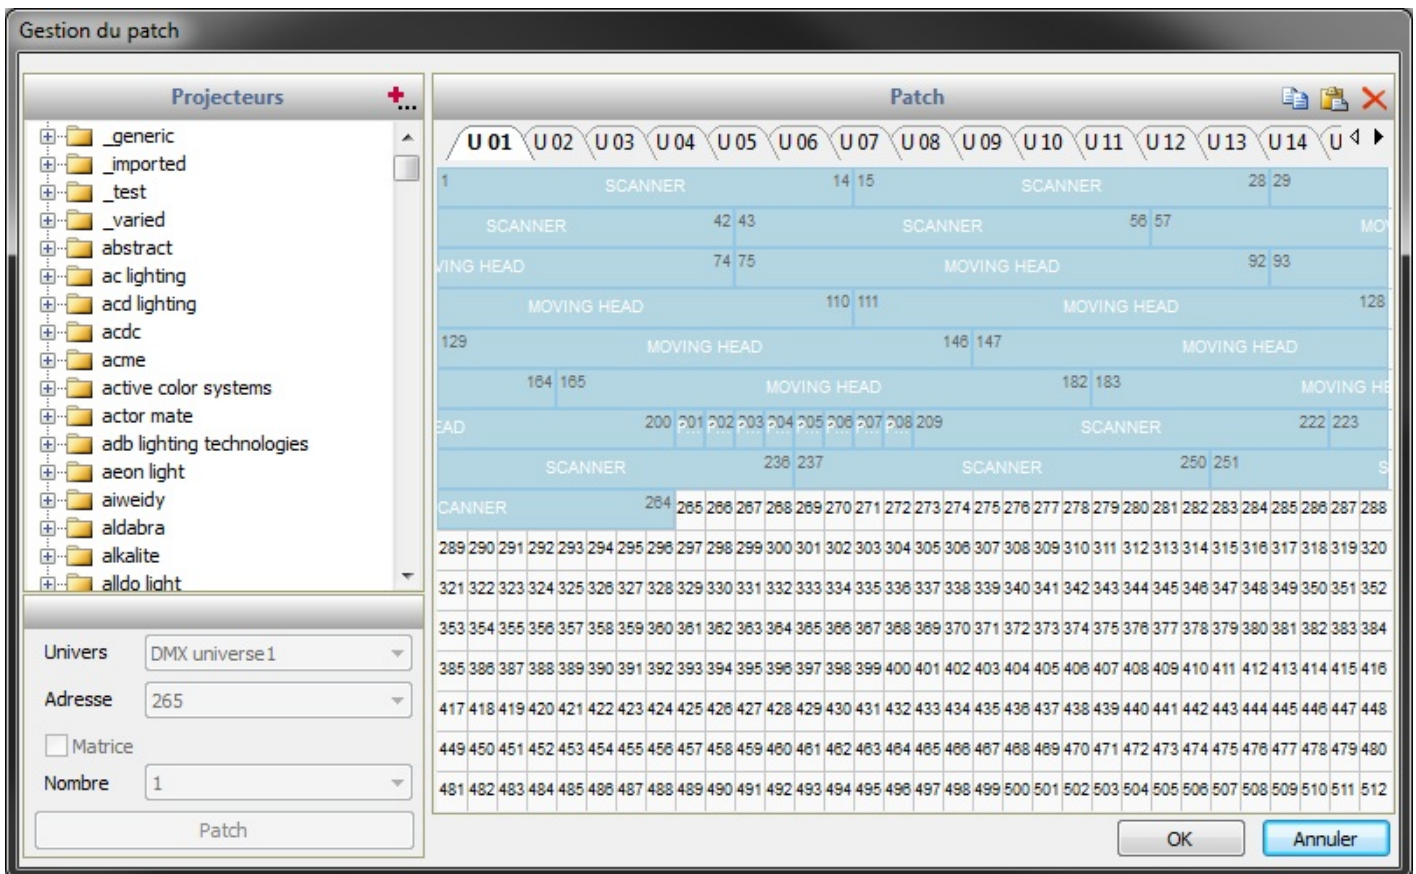 Gestion du patch
Projecteurs
_generic
_imported
_test
_varied
abstract
ac lighting
acd lighting
acdc
acme
active color systems
actor mate
adb lighting technologies
aeon light
aiweidy
aldabra
alkalite
alldo light
Univers DMX universe1
Adresse 265
Matrice
Nombre 1
Patch
Patch
U 01 U 02 U 03 U 04 U 05 U 06 U 07 U 08 U 09 U 10 U 11 U 12 U 13 U 14 U
1 SCANNER 14 15 SCANNER 28 29
SCANNER 42 43 SCANNER 56 57 MOV
VING HEAD 74 75 MOVING HEAD 92 93
MOVING HEAD 110 111 MOVING HEAD 128
129 MOVING HEAD 146 147 MOVING HEAD
164 165 MOVING HEAD 182 183 MOVING HE
EAD 200 201 202 203 204 205 206 207 208 209 SCANNER 222 223
SCANNER 236 237 SCANNER 250 251 S
CANNER 264 265 266 267 268 269 270 271 272 273 274 275 276 277 278 279 280 281 282 283 284 285 286 287 288
289 290 291 292 293 294 295 296 297 298 299 300 301 302 303 304 305 306 307 308 309 310 311 312 313 314 315 316 317 318 319 320
321 322 323 324 325 326 327 328 329 330 331 332 333 334 335 336 337 338 339 340 341 342 343 344 345 346 347 348 349 350 351 352
353 354 355 356 357 358 359 360 361 362 363 364 365 366 367 368 369 370 371 372 373 374 375 376 377 378 379 380 381 382 383 384
385 386 387 388 389 390 391 392 393 394 395 396 397 398 399 400 401 402 403 404 405 406 407 408 409 410 411 412 413 414 415 416
417 418 419 420 421 422 423 424 425 426 427 428 429 430 431 432 433 434 435 436 437 438 439 440 441 442 443 444 445 446 447 448
449 450 451 452 453 454 455 456 457 458 459 460 461 462 463 464 465 466 467 468 469 470 471 472 473 474 475 476 477 478 479 480
481 482 483 484 485 486 487 488 489 490 491 492 493 494 495 496 497 498 499 500 501 502 503 504 505 506 507 508 509 510 511 512
OK Annuler